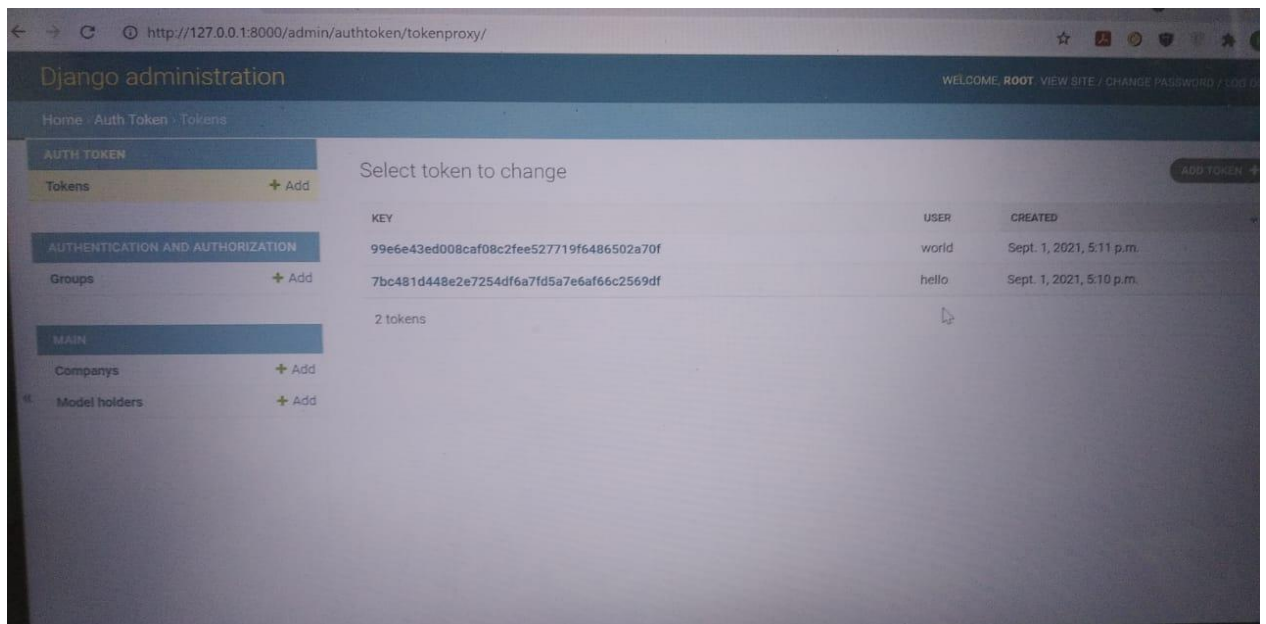 http://127.0.0.1:8000/admin/authtoken/tokenproxy/
Django administration
WELCOME, ROOT. VIEW SITE / CHANGE PASSWORD / LOG
Home › Auth Token › Tokens
AUTH TOKEN
Tokens + Add
AUTHENTICATION AND AUTHORIZATION
Groups + Add
MAIN
Companys + Add
Model holders + Add
«
Select token to change
ADD TOKEN +
KEY USER CREATED
99e6e43ed008caf08c2fee527719f6486502a70f world Sept. 1, 2021, 5:11 p.m.
7bc481d448e2e7254df6a7fd5a7e6af66c2569df hello Sept. 1, 2021, 5:10 p.m.
2 tokens